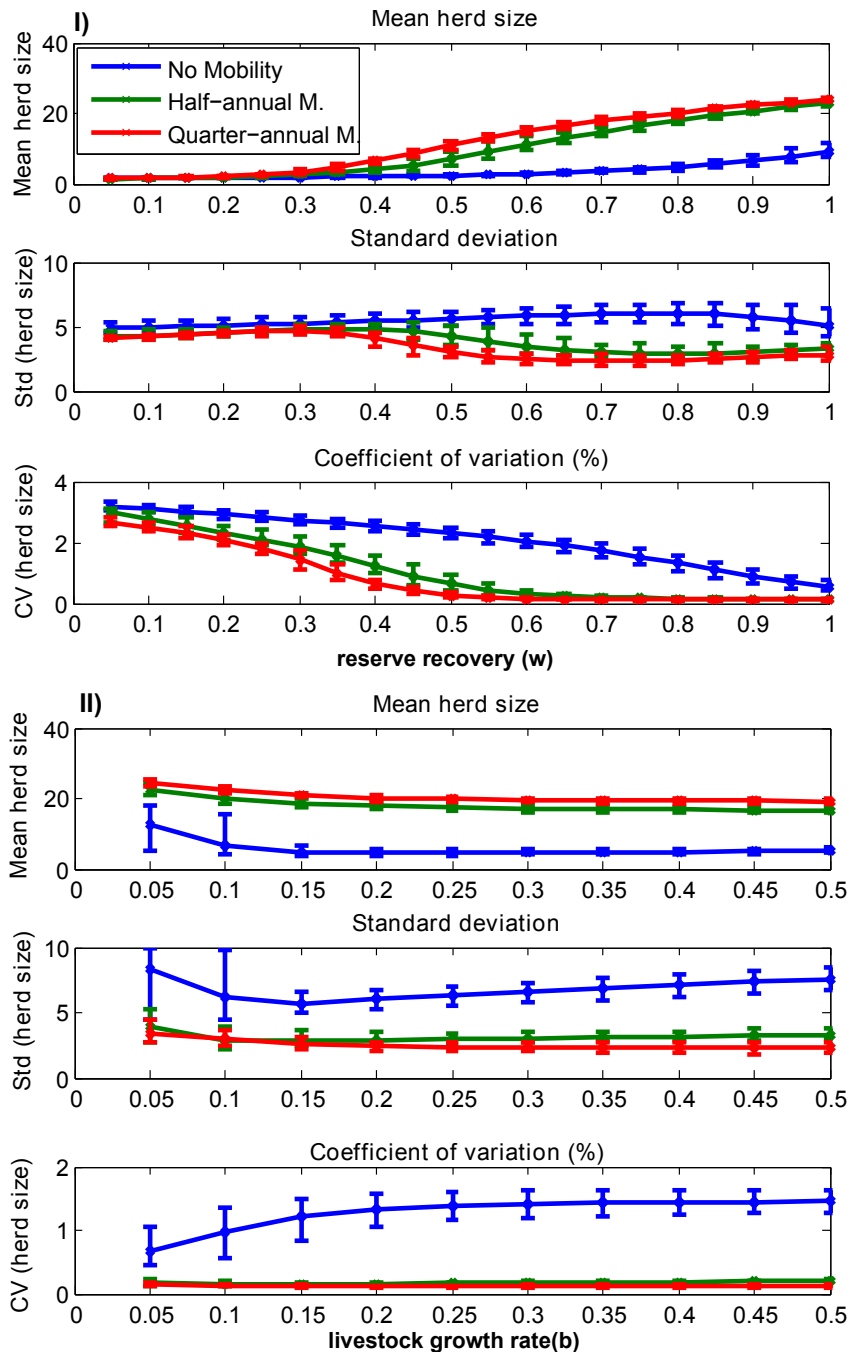 I)
Mean herd size
Mean herd size
40
20
0
No Mobility
Half-annual M.
Quarter-annual M.
0 0.1 0.2 0.3 0.4 0.5 0.6 0.7 0.8 0.9 1
Standard deviation
Std (herd size)
10
5
0
0 0.1 0.2 0.3 0.4 0.5 0.6 0.7 0.8 0.9 1
Coefficient of variation (%)
CV (herd size)
4
2
0
0 0.1 0.2 0.3 0.4 0.5 0.6 0.7 0.8 0.9 1
reserve recovery (w)
II)
Mean herd size
Mean herd size
40
20
0
0 0.05 0.1 0.15 0.2 0.25 0.3 0.35 0.4 0.45 0.5
Standard deviation
Std (herd size)
10
5
0
0 0.05 0.1 0.15 0.2 0.25 0.3 0.35 0.4 0.45 0.5
Coefficient of variation (%)
CV (herd size)
2
1
0
0 0.05 0.1 0.15 0.2 0.25 0.3 0.35 0.4 0.45 0.5
livestock growth rate(b)